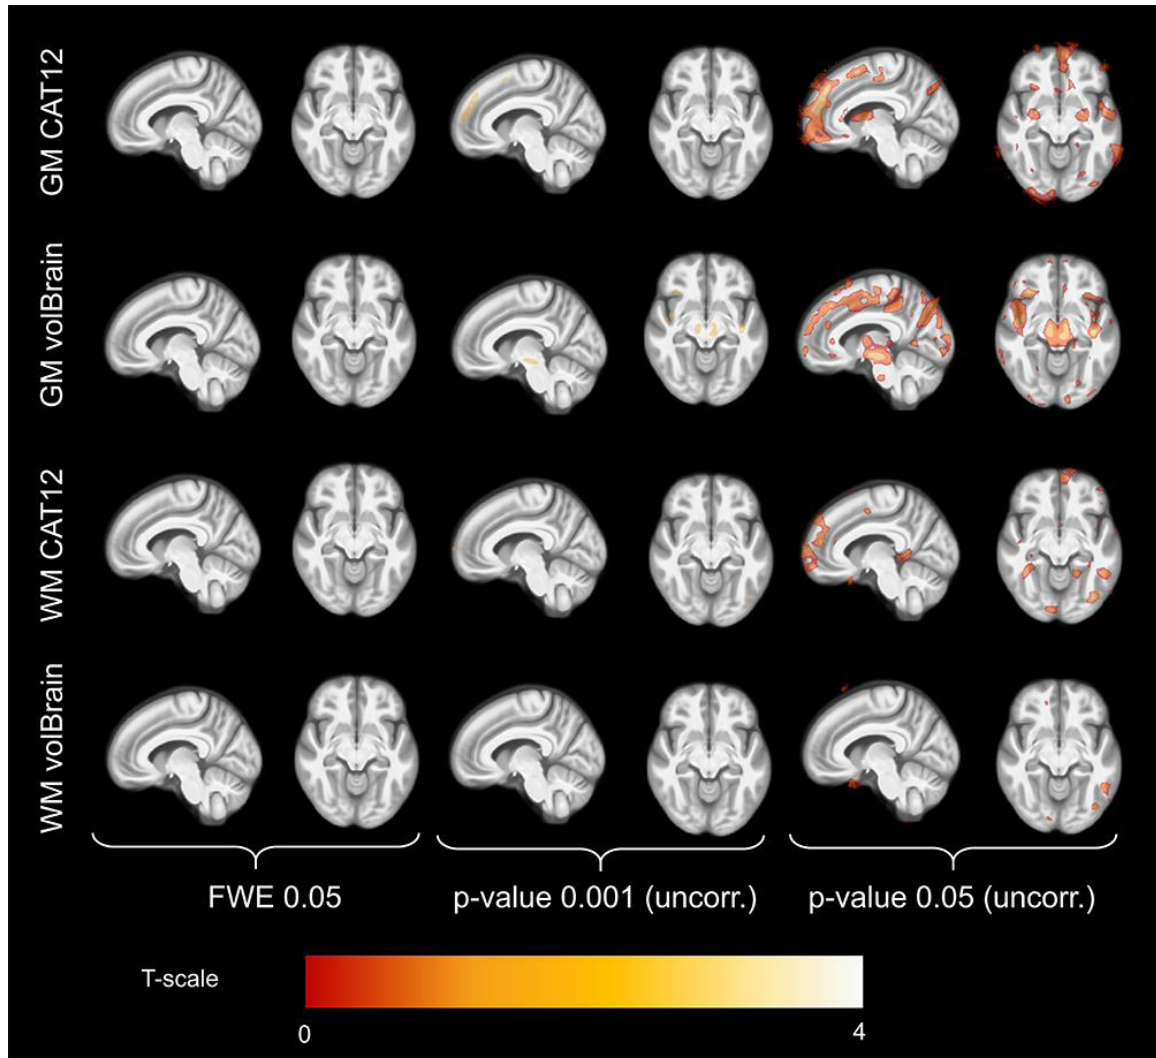 GM CAT12
GM volBrain
WM CAT12
WM volBrain
FWE 0.05
p-value 0.001 (uncorr.)
p-value 0.05 (uncorr.)
T-scale
0
4